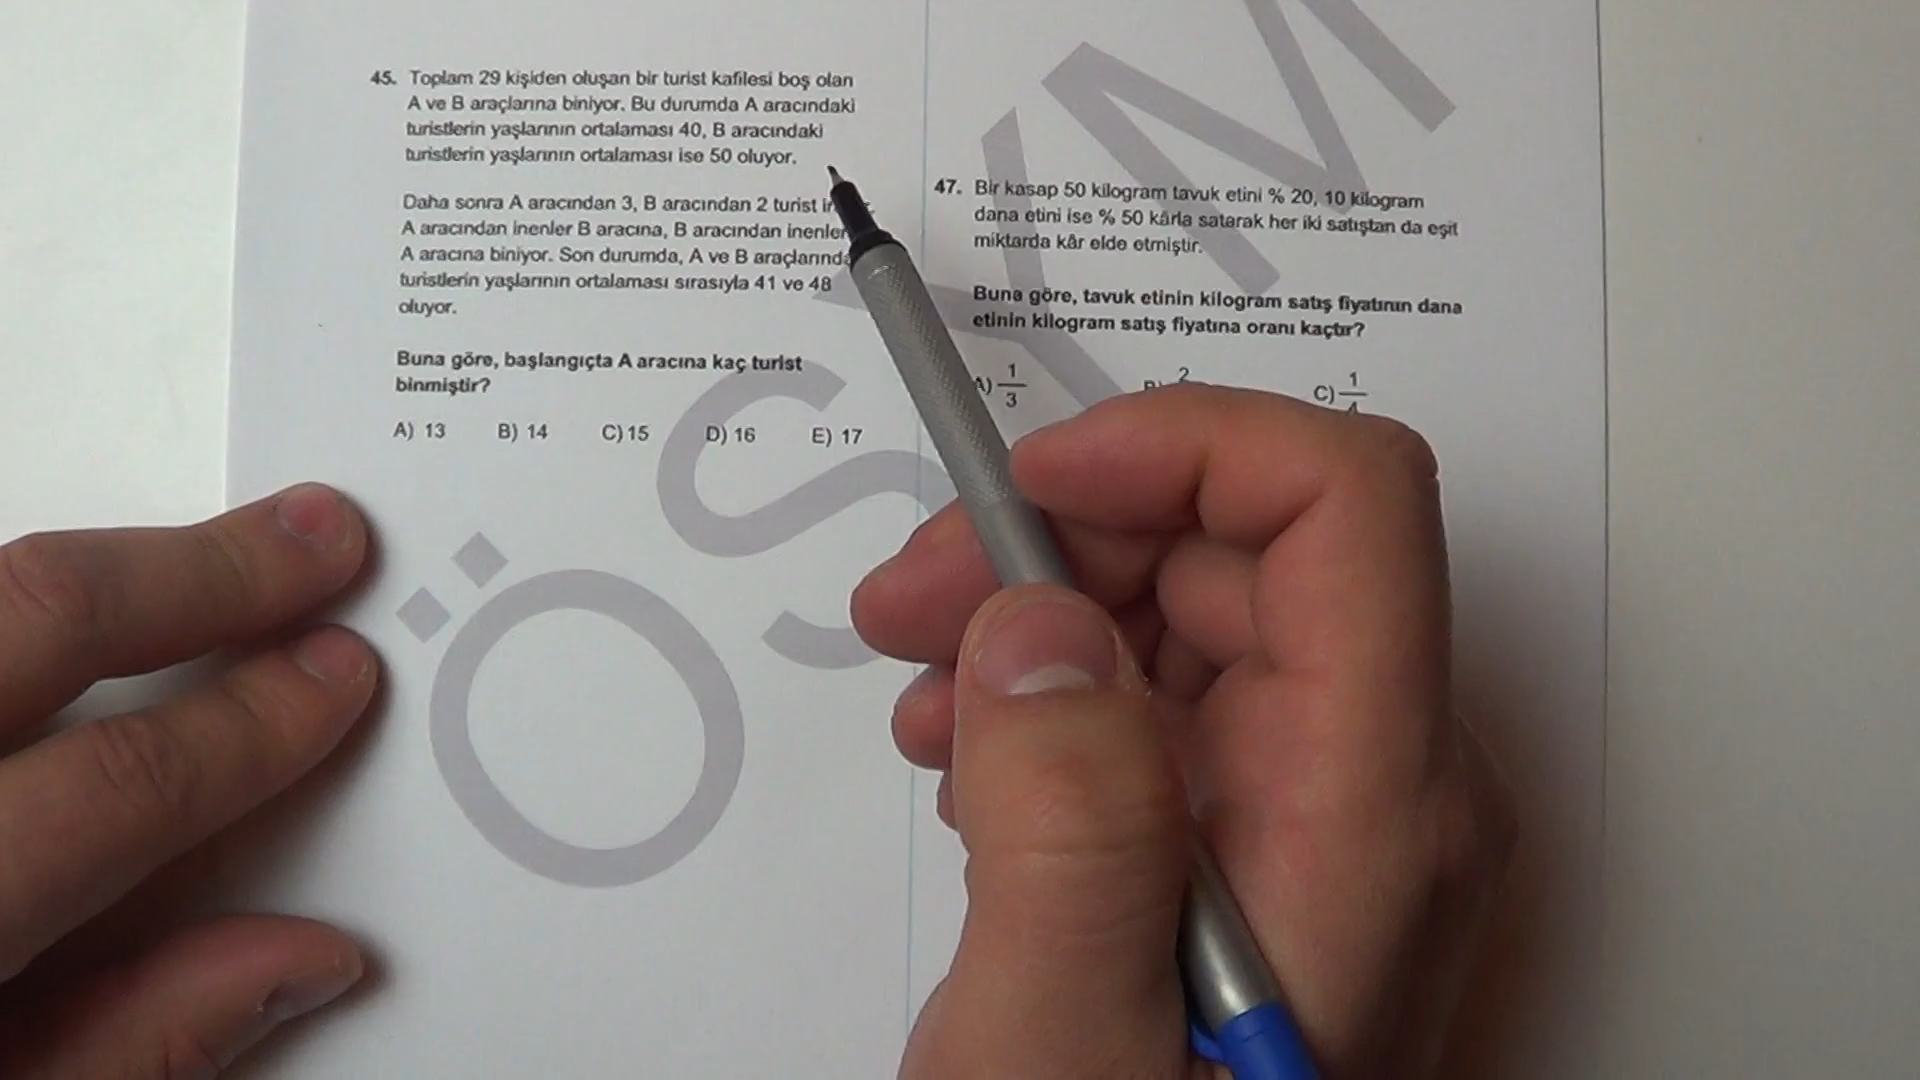 45. Toplam 29 kişiden oluşan bir turist kafilesi boş olan
A ve B araçlarına biniyor. Bu durumda A aracındaki
turistlerin yaşlarının ortalaması 40, B aracındaki
turistlerin yaşlarının ortalaması ise 50 oluyor.
Daha sonra A aracından 3, B aracından 2 turist
A aracından inenler B aracına, B aracından inenler
A aracına biniyor. Son durumda, A ve B
turistlerin yaşlarının ortalaması sırasıyla 41 ve 48
oluyor.
Buna göre, başlangıçta A aracına kaç turist
binmiştir?
A) 13 B) 14 C) 15 D) 16 E) 17
47. Bir kasap 50 kilogram tavuk etini % 20, 10 kilogram
dana etini ise % 50 kârla satarak her iki satıştan da eşit
miktarda kâr elde etmiştir.
Buna göre, tavuk etinin kilogram satış fiyatının dana
etinin kilogram satış fiyatına oranı kaçtır?
A) 1/3 2 C) 1/4
ÖSYM